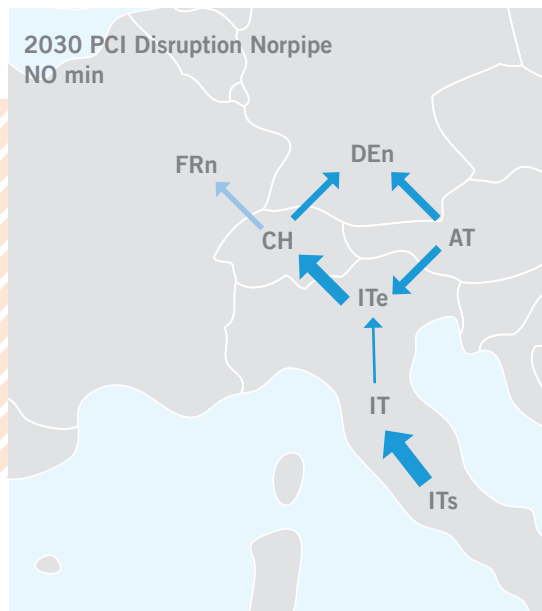 2030 PCI Disruption Norpipe
NO min
DEn
FRn
CH
AT
ITe
IT
ITs